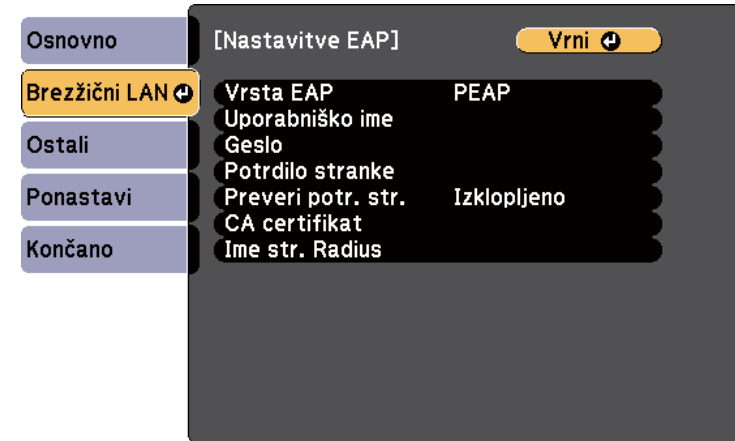 Osnovno
Brezžični LAN
Ostali
Ponastavi
Končano
[Nastavitve EAP]
Vrni
Vrsta EAP PEAP
Uporabniško ime
Geslo
Potrdilo stranke
Preveri potr. str. Izklopljeno
CA certifikat
Ime str. Radius